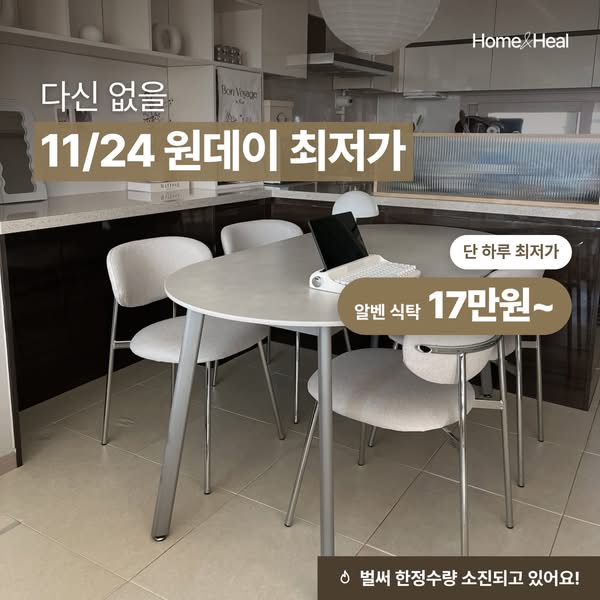 Home&Heal
Bon Voyage
다신 없을
11/24 원데이 최저가
단 하루 최저가
알벤 식탁 17만원~
벌써 한정수량 소진되고 있어요!